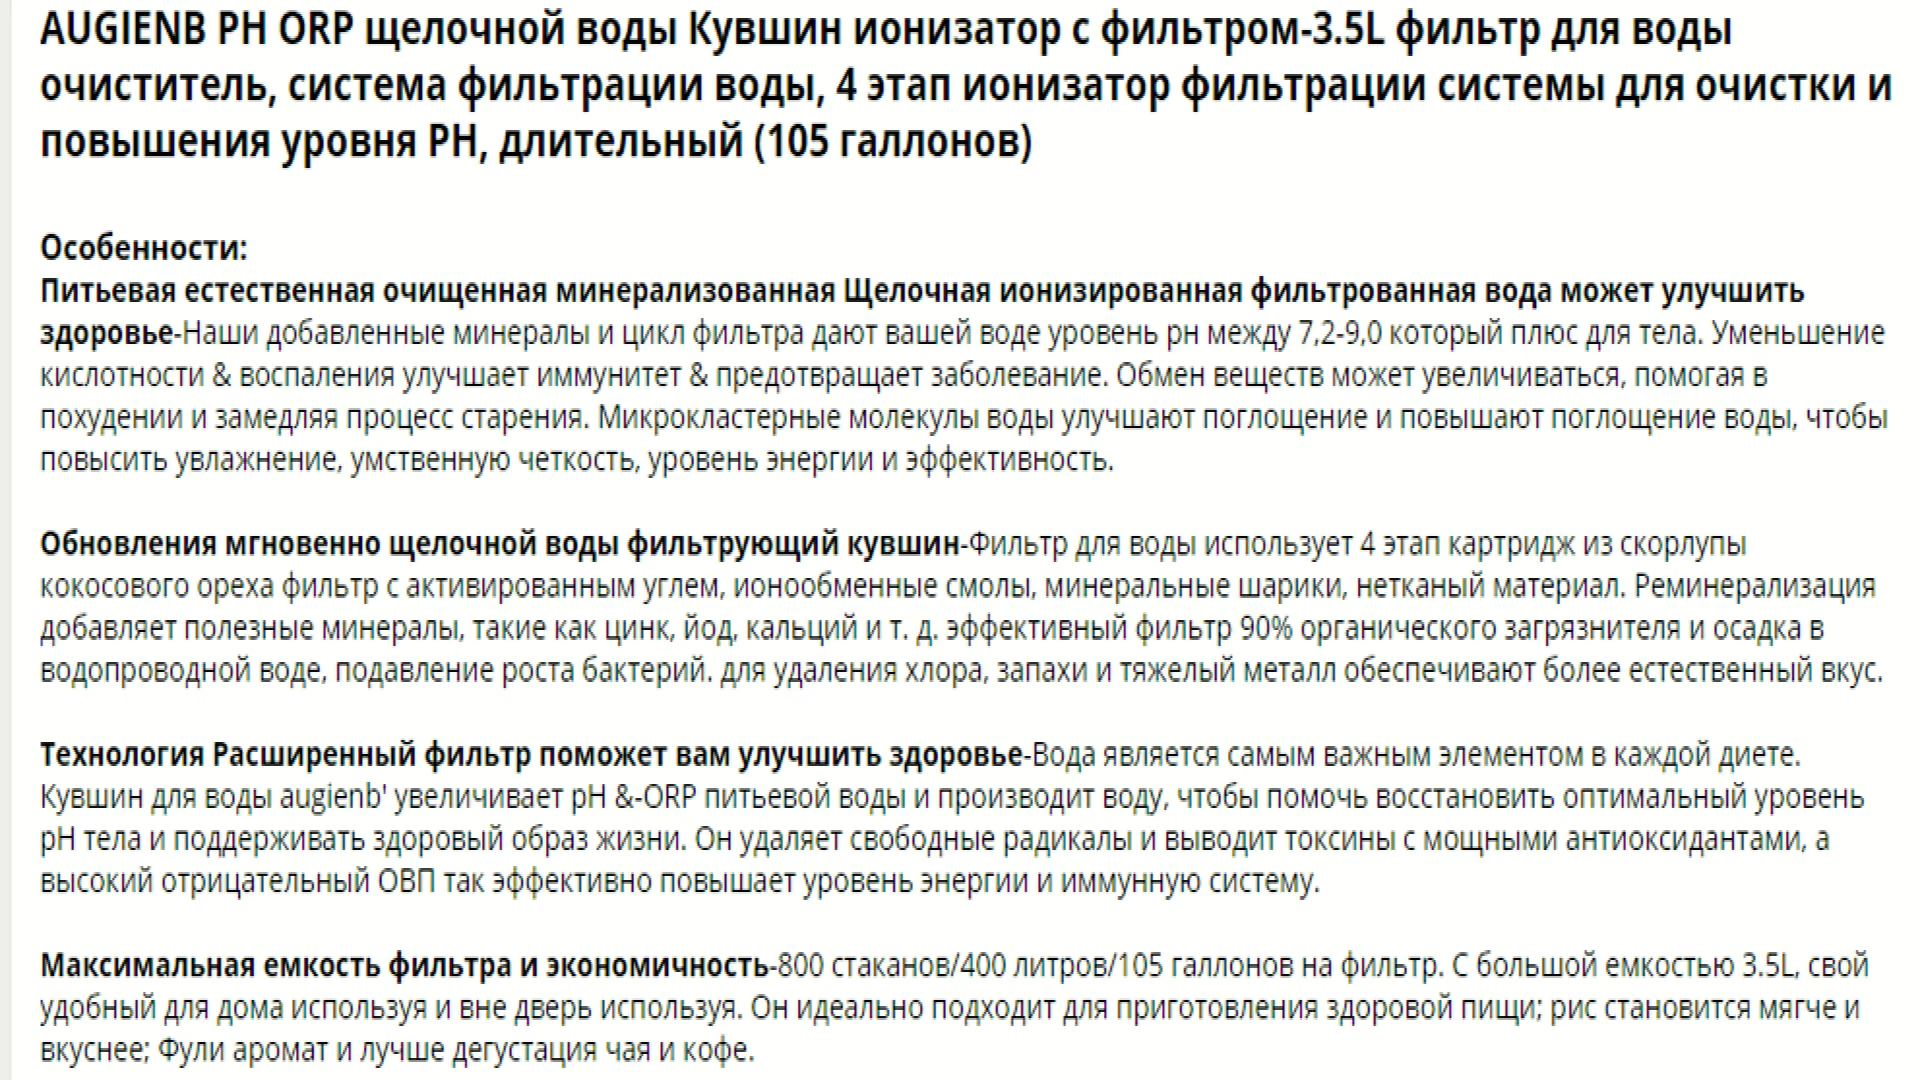 AUGIENB PH ORP щелочной воды Кувшин ионизатор с фильтром-3.5L фильтр для воды
очиститель, система фильтрации воды, 4 этап ионизатор фильтрации системы для очистки и
повышения уровня PH, длительный (105 галлонов)
Особенности:
Питьевая естественная очищенная минерализованная Щелочная ионизированная фильтрованная вода может улучшить
здоровье-Наши добавленные минералы и цикл фильтра дают вашей воде уровень рн между 7,2-9,0 который плюс для тела. Уменьшение
кислотности & воспаления улучшает иммунитет & предотвращает заболевание. Обмен веществ может увеличиваться, помогая в
похудении и замедляя процесс старения. Микрокластерные молекулы воды улучшают поглощение и повышают поглощение воды, чтобы
повысить увлажнение, умственную четкость, уровень энергии и эффективность.
Обновления мгновенно щелочной воды фильтрующий кувшин-Фильтр для воды использует 4 этап картридж из скорлупы
кокосового ореха фильтр с активированным углем, ионообменные смолы, минеральные шарики, нетканый материал. Реминерализация
добавляет полезные минералы, такие как цинк, йод, кальций и т. д. эффективный фильтр 90% органического загрязнителя и осадка в
водопроводной воде, подавление роста бактерий. для удаления хлора, запахи и тяжелый металл обеспечивают более естественный вкус.
Технология Расширенный фильтр поможет вам улучшить здоровье-Вода является самым важным элементом в каждой диете.
Кувшин для воды augienb' увеличивает pH &-ORP питьевой воды и производит воду, чтобы помочь восстановить оптимальный уровень
pH тела и поддерживать здоровый образ жизни. Он удаляет свободные радикалы и выводит токсины с мощными антиоксидантами, а
высокий отрицательный ОВП так эффективно повышает уровень энергии и иммунную систему.
Максимальная емкость фильтра и экономичность-800 стаканов/400 литров/105 галлонов на фильтр. С большой емкостью 3.5L, свой
удобный для дома используя и вне дверь используя. Он идеально подходит для приготовления здоровой пищи; рис становится мягче и
вкуснее; Фули аромат и лучше дегустация чая и кофе.